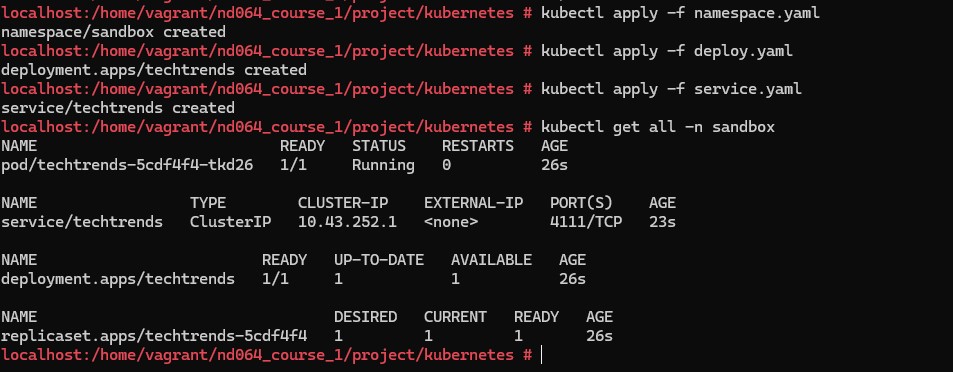 localhost:/home/vagrant/nd064_course_1/project/kubernetes # kubectl apply -f namespace.yaml
namespace/sandbox created
localhost:/home/vagrant/nd064_course_1/project/kubernetes # kubectl apply -f deploy.yaml
deployment.apps/techtrends created
localhost:/home/vagrant/nd064_course_1/project/kubernetes # kubectl apply -f service.yaml
service/techtrends created
localhost:/home/vagrant/nd064_course_1/project/kubernetes # kubectl get all -n sandbox
NAME READY STATUS RESTARTS AGE
pod/techtrends-5cdf4f4-tkd26 1/1 Running 0 26s
NAME TYPE CLUSTER-IP EXTERNAL-IP PORT(S) AGE
service/techtrends ClusterIP 10.43.252.1 <none> 4111/TCP 23s
NAME READY UP-TO-DATE AVAILABLE AGE
deployment.apps/techtrends 1/1 1 1 26s
NAME DESIRED CURRENT READY AGE
replicaset.apps/techtrends-5cdf4f4 1 1 1 26s
localhost:/home/vagrant/nd064_course_1/project/kubernetes #